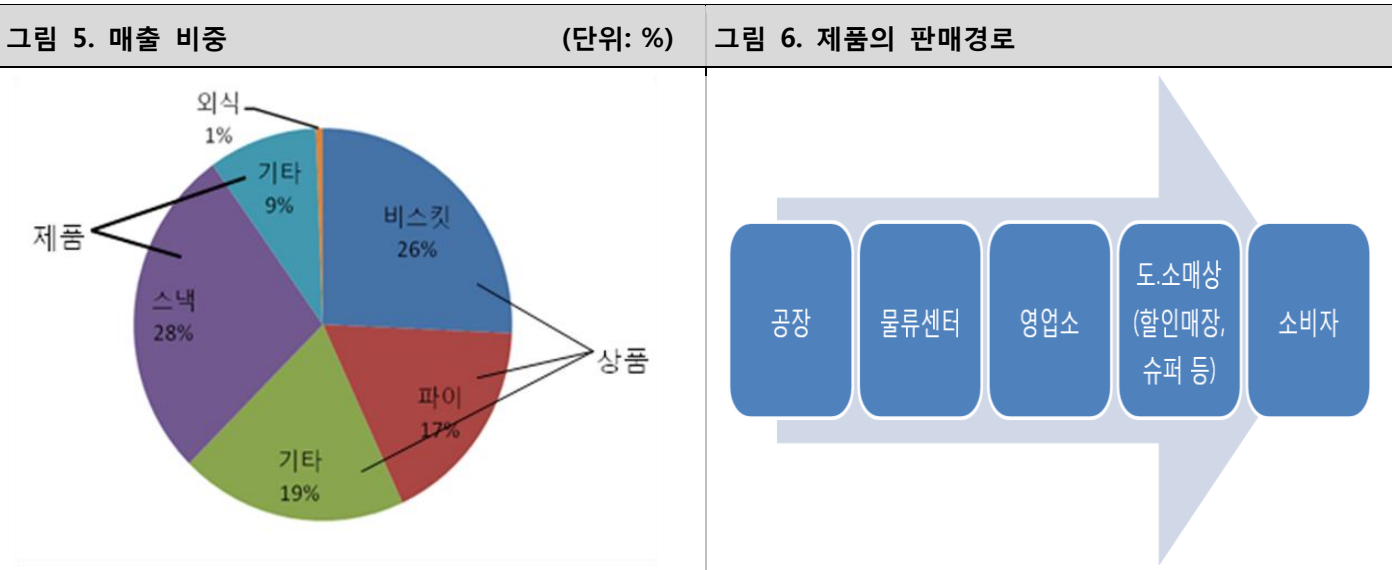 그림 5. 매출 비중 (단위: %)
외식
1%
기타
9%
비스킷
26%
제품
스낵
28%
상품
파이
17%
기타
19%
그림 6. 제품의 판매경로
공장
물류센터
영업소
도.소매상
(할인매장,
슈퍼 등)
소비자